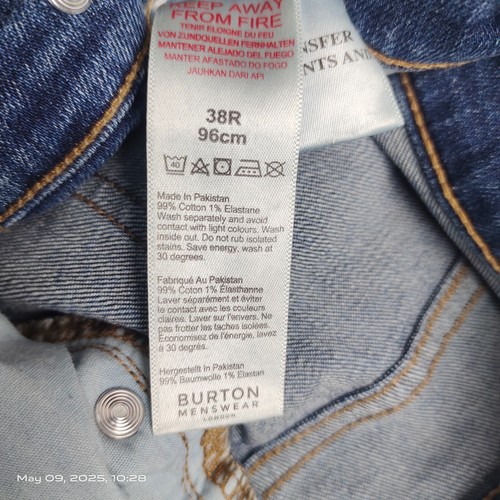 KEEP AWAY
FROM FIRE
TENIR ELOIGNE DU FEU
VON ZUNDQUELLEN FERNHALTEN
MANTENER ALEJADO DEL FUEGO
MANTER AFASTADO DO FOGO
JAUHKAN DARI API
NSFER
NTS AND
38R
96cm
40
Made In Pakistan
99% Cotton 1% Elastane
Wash separately and avoid
contact with light colours. Wash
inside out. Do not rub isolated
stains. Save energy, wash at
30 degrees.
Fabriqué Au Pakistan
99% Coton 1% Élasthanne
Laver séparément et éviter
le contact avec les couleurs
claires. Laver sur l'envers. Ne
pas frotter les taches isolées.
Economisez de l'énergie, lavez
à 30 degrés.
Hergestellt In Pakistan
99% Baumwolle 1% Elastan
BURTON
MENSWEAR
LONDON
May 09, 2025, 10:28